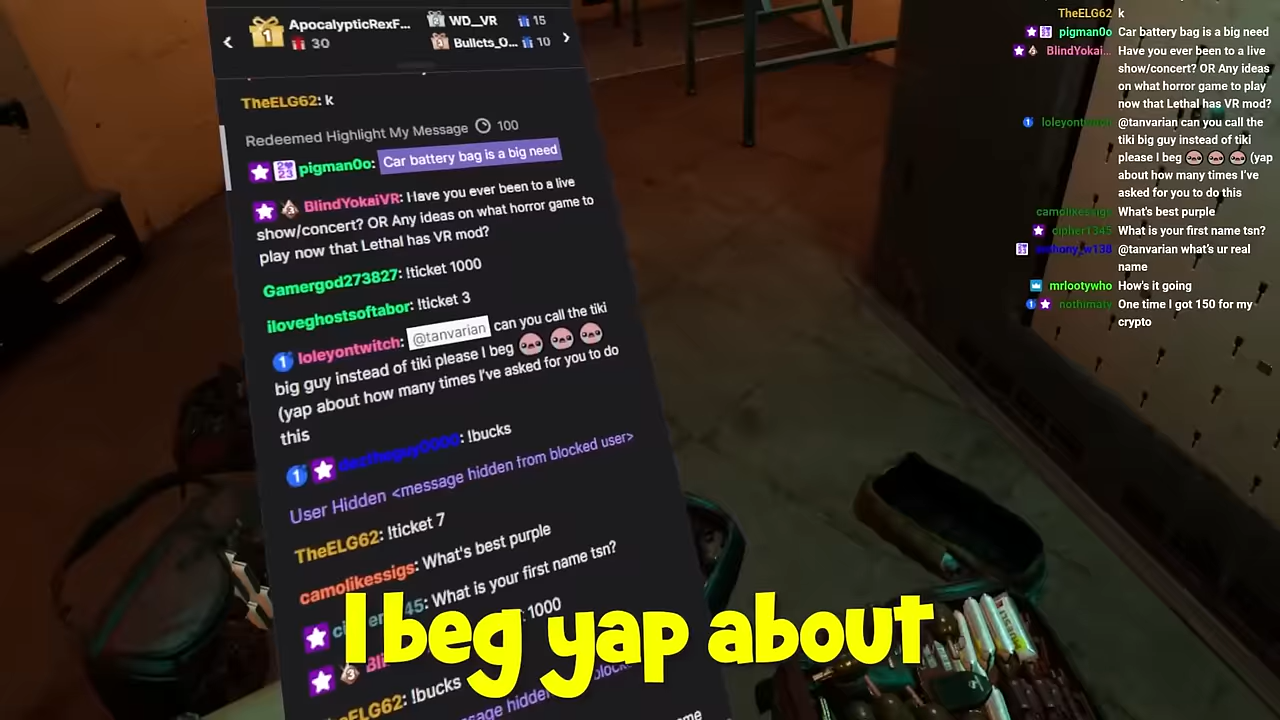 ApocalypticRexF...
30
WD_VR
15
Bullcts_O...
10
TheELG62: k
Redeemed Highlight My Message 100
pigman0o: Car battery bag is a big need
BlindYokaiVR: Have you ever been to a live
show/concert? OR Any ideas on what horror game to
play now that Lethal has VR mod?
Gamergod273827: !ticket 1000
iloveghostsoftabor: !ticket 3
loleyontwitch: @tanvarian can you call the tiki
big guy instead of tiki please I beg
(yap about how many times I've asked for you to do
this
: !bucks
User Hidden <message hidden from blocked user>
TheELG62: !ticket 7
camolikessigs: What's best purple
45: What is your first name tsn?
1000
TheELG62: !bucks
I beg yap about
TheELG62 k
pigman0o Car battery bag is a big need
BlindYokai... Have you ever been to a live
show/concert? OR Any ideas
on what horror game to play
now that Lethal has VR mod?
loleyontwitch @tanvarian can you call the
tiki big guy instead of tiki
please I beg (yap
about how many times I've
asked for you to do this
camolikessigs What's best purple
cipher1345 What is your first name tsn?
anthony_w138 @tanvarian what's ur real
name
mrlootywho How's it going
nothimaty One time I got 150 for my
crypto